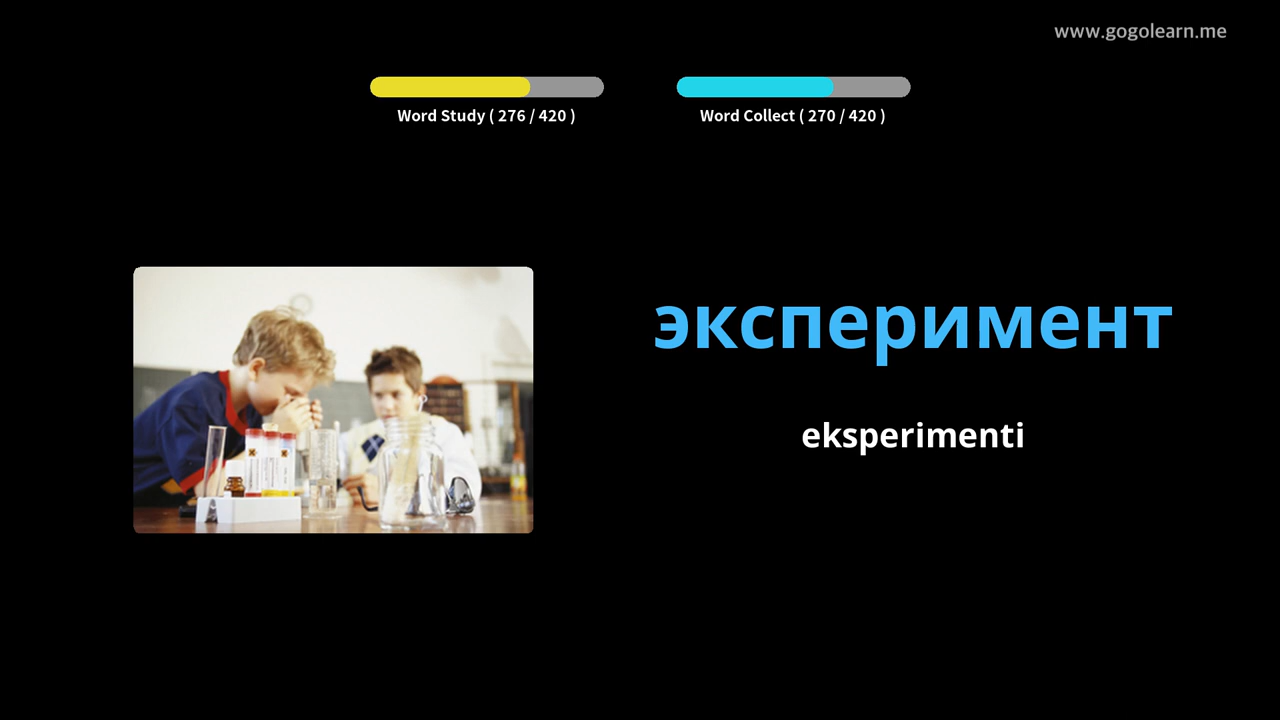 www.gogolearn.me
Word Study ( 276 / 420 )
Word Collect ( 270 / 420 )
эксперимент
eksperimenti